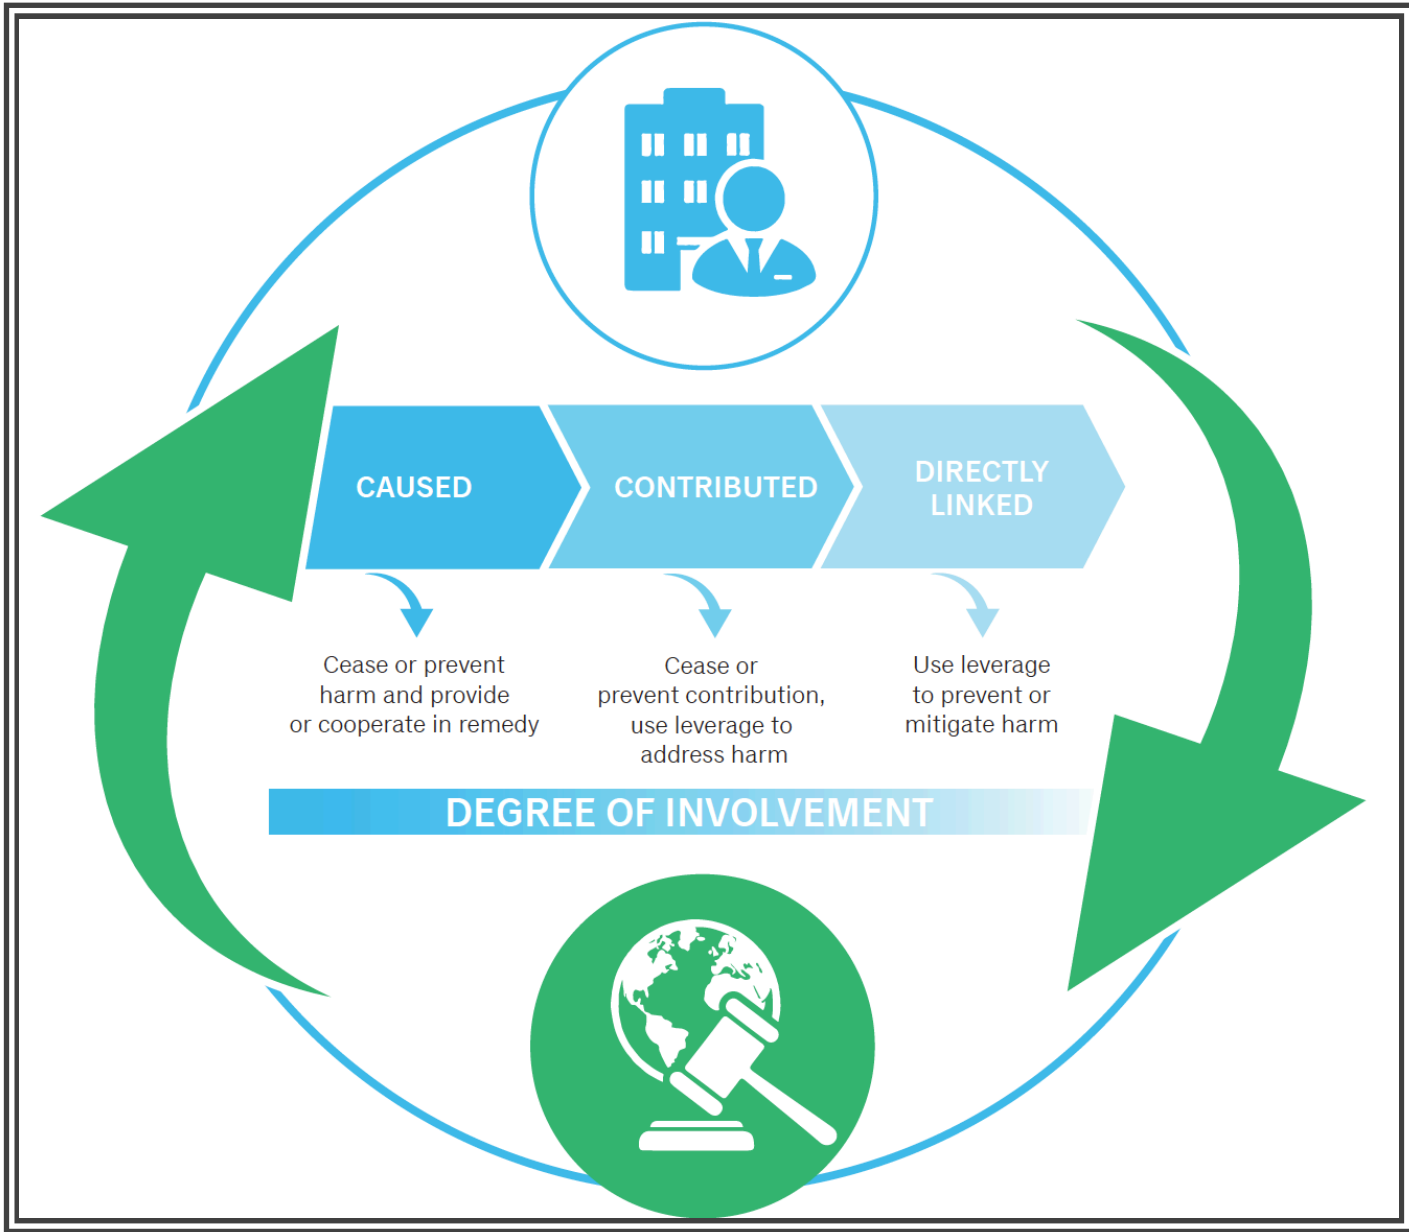 CAUSED
CONTRIBUTED
DIRECTLY
LINKED
Cease or prevent
harm and provide
or cooperate in remedy
Cease or
prevent contribution,
use leverage to
address harm
Use leverage
to prevent or
mitigate harm
DEGREE OF INVOLVEMENT